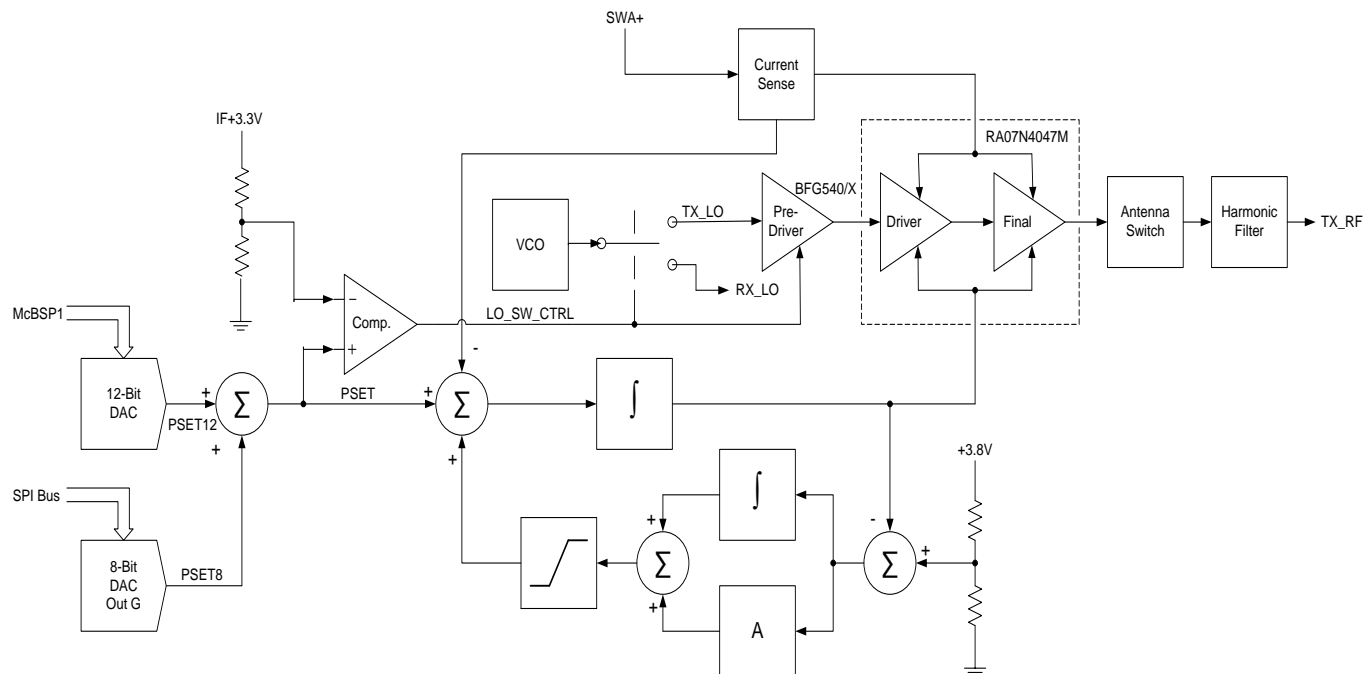 SWA+
Current
Sense
IF+3.3V
RA07N4047M
BFG540/X
TX_LO
Pre-
Driver
Driver
Final
Antenna
Switch
Harmonic
Filter
TX_RF
VCO
RX_LO
−
Comp.
+
LO_SW_CTRL
McBSP1
12-Bit
DAC
+
PSET12
Σ
+
PSET
-
+
Σ
+
∫
+3.8V
SPI Bus
8-Bit
DAC
Out G
PSET8
∫
+
Σ
+
-
+
Σ
A